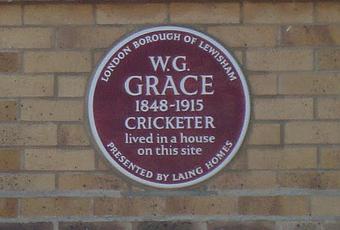 LONDON BOROUGH OF LEWISHAM
W.G.
GRACE
1848-1915
CRICKETER
lived in a house
on this site
PRESENTED BY LAING HOMES